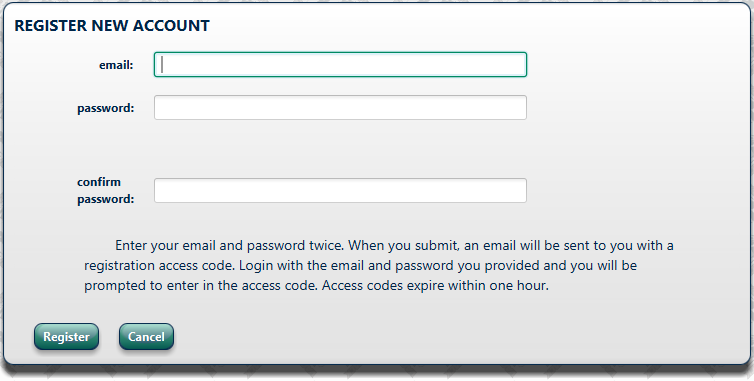 REGISTER NEW ACCOUNT
email:
password:
confirm
password:
Enter your email and password twice. When you submit, an email will be sent to you with a
registration access code. Login with the email and password you provided and you will be
prompted to enter in the access code. Access codes expire within one hour.
Register Cancel